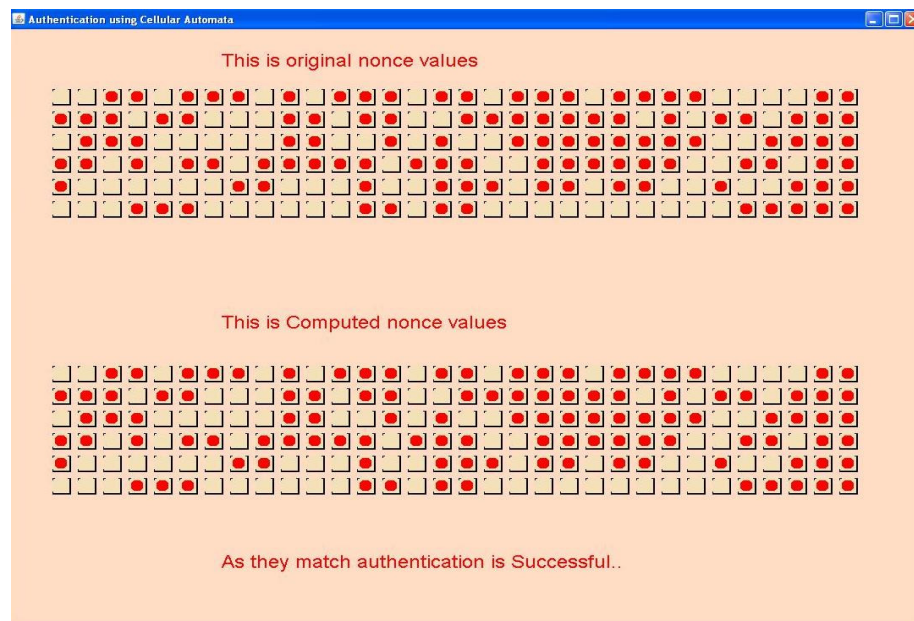 Authentication using Cellular Automata
This is original nonce values
This is Computed nonce values
As they match authentication is Successful..